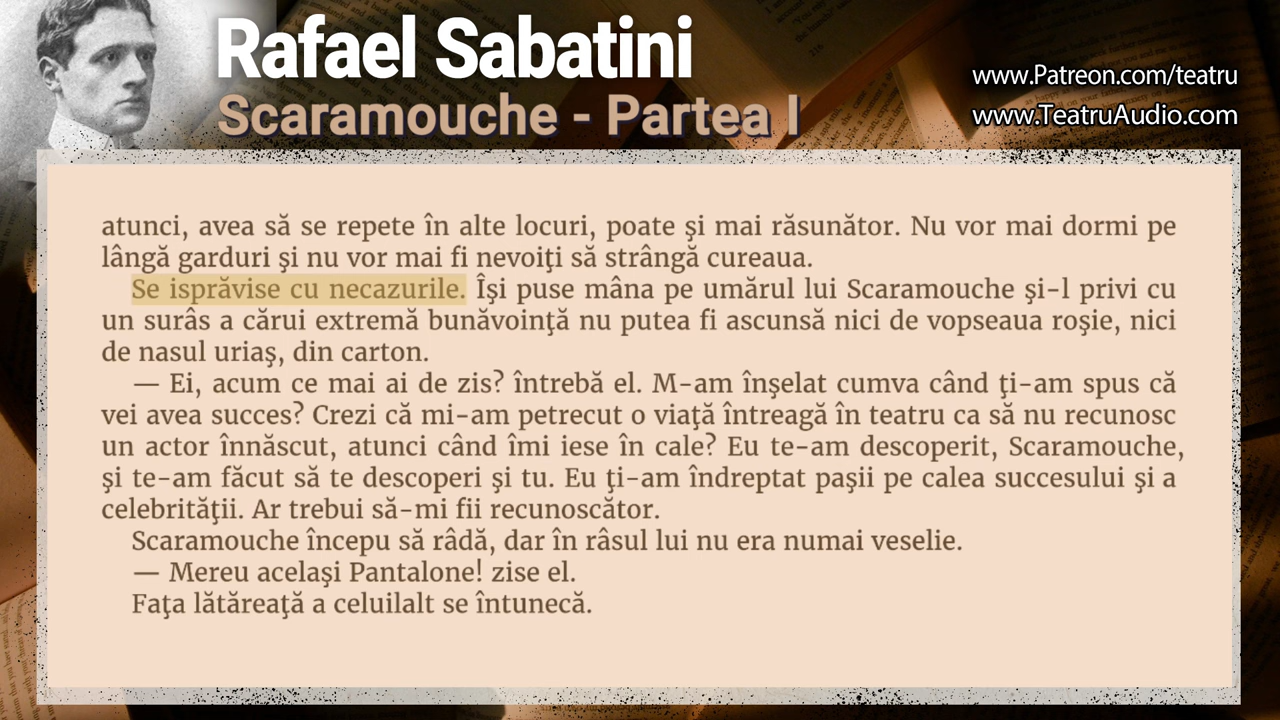 Rafael Sabatini
Scaramouche - Partea I
www.Patreon.com/teatru
www.TeatruAudio.com
atunci, avea să se repete în alte locuri, poate şi mai răsunător. Nu vor mai dormi pe
lângă garduri şi nu vor mai fi nevoiţi să strângă cureaua.
Se isprăvise cu necazurile. Îşi puse mâna pe umărul lui Scaramouche şi-l privi cu
un surâs a cărui extremă bunăvoinţă nu putea fi ascunsă nici de vopseaua roşie, nici
de nasul uriaş, din carton.
— Ei, acum ce mai ai de zis? întrebă el. M-am înşelat cumva când ţi-am spus că
vei avea succes? Crezi că mi-am petrecut o viaţă întreagă în teatru ca să nu recunosc
un actor înnăscut, atunci când îmi iese în cale? Eu te-am descoperit, Scaramouche,
şi te-am făcut să te descoperi şi tu. Eu ţi-am îndreptat paşii pe calea succesului şi a
celebrităţii. Ar trebui să-mi fii recunoscător.
Scaramouche începu să râdă, dar în râsul lui nu era numai veselie.
— Mereu acelaşi Pantalone! zise el.
Faţa lătăreaţă a celuilalt se întunecă.